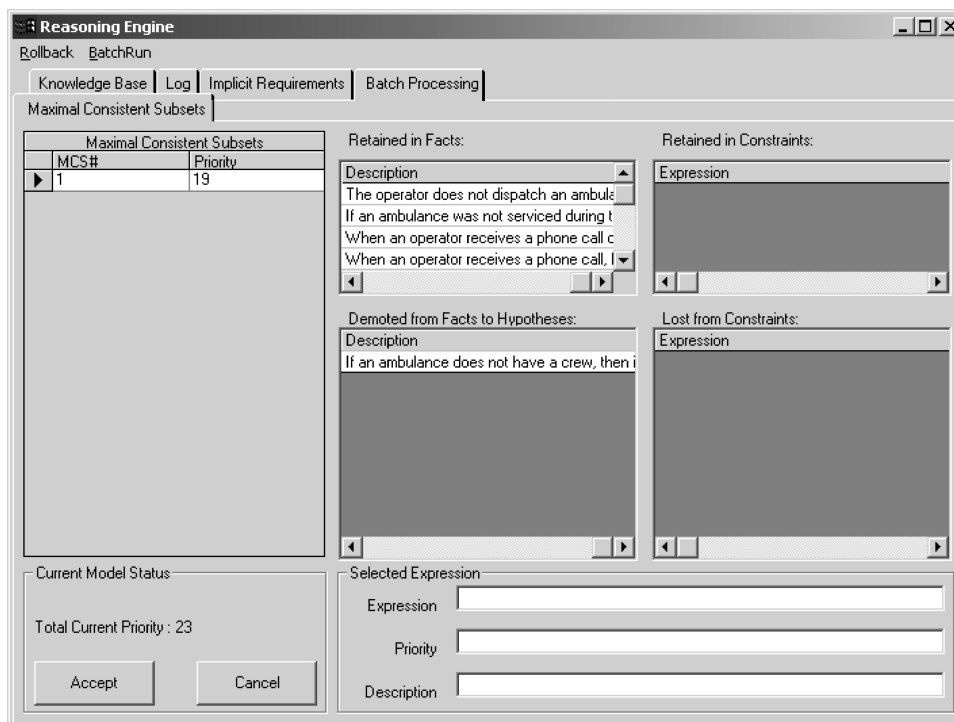 Reasoning Engine
Rollback BatchRun
Knowledge Base Log Implicit Requirements Batch Processing
Maximal Consistent Subsets
Maximal Consistent Subsets
MCS# Priority
1 19
Retained in Facts:
Description
The operator does not dispatch an ambula
If an ambulance was not serviced during t
When an operator receives a phone call
When an operator receives a phone call,
Retained in Constraints:
Expression
Demoted from Facts to Hypotheses:
Description
If an ambulance does not have a crew, then i
Lost from Constraints:
Expression
Current Model Status
Total Current Priority : 23
Accept Cancel
Selected Expression
Expression
Priority
Description